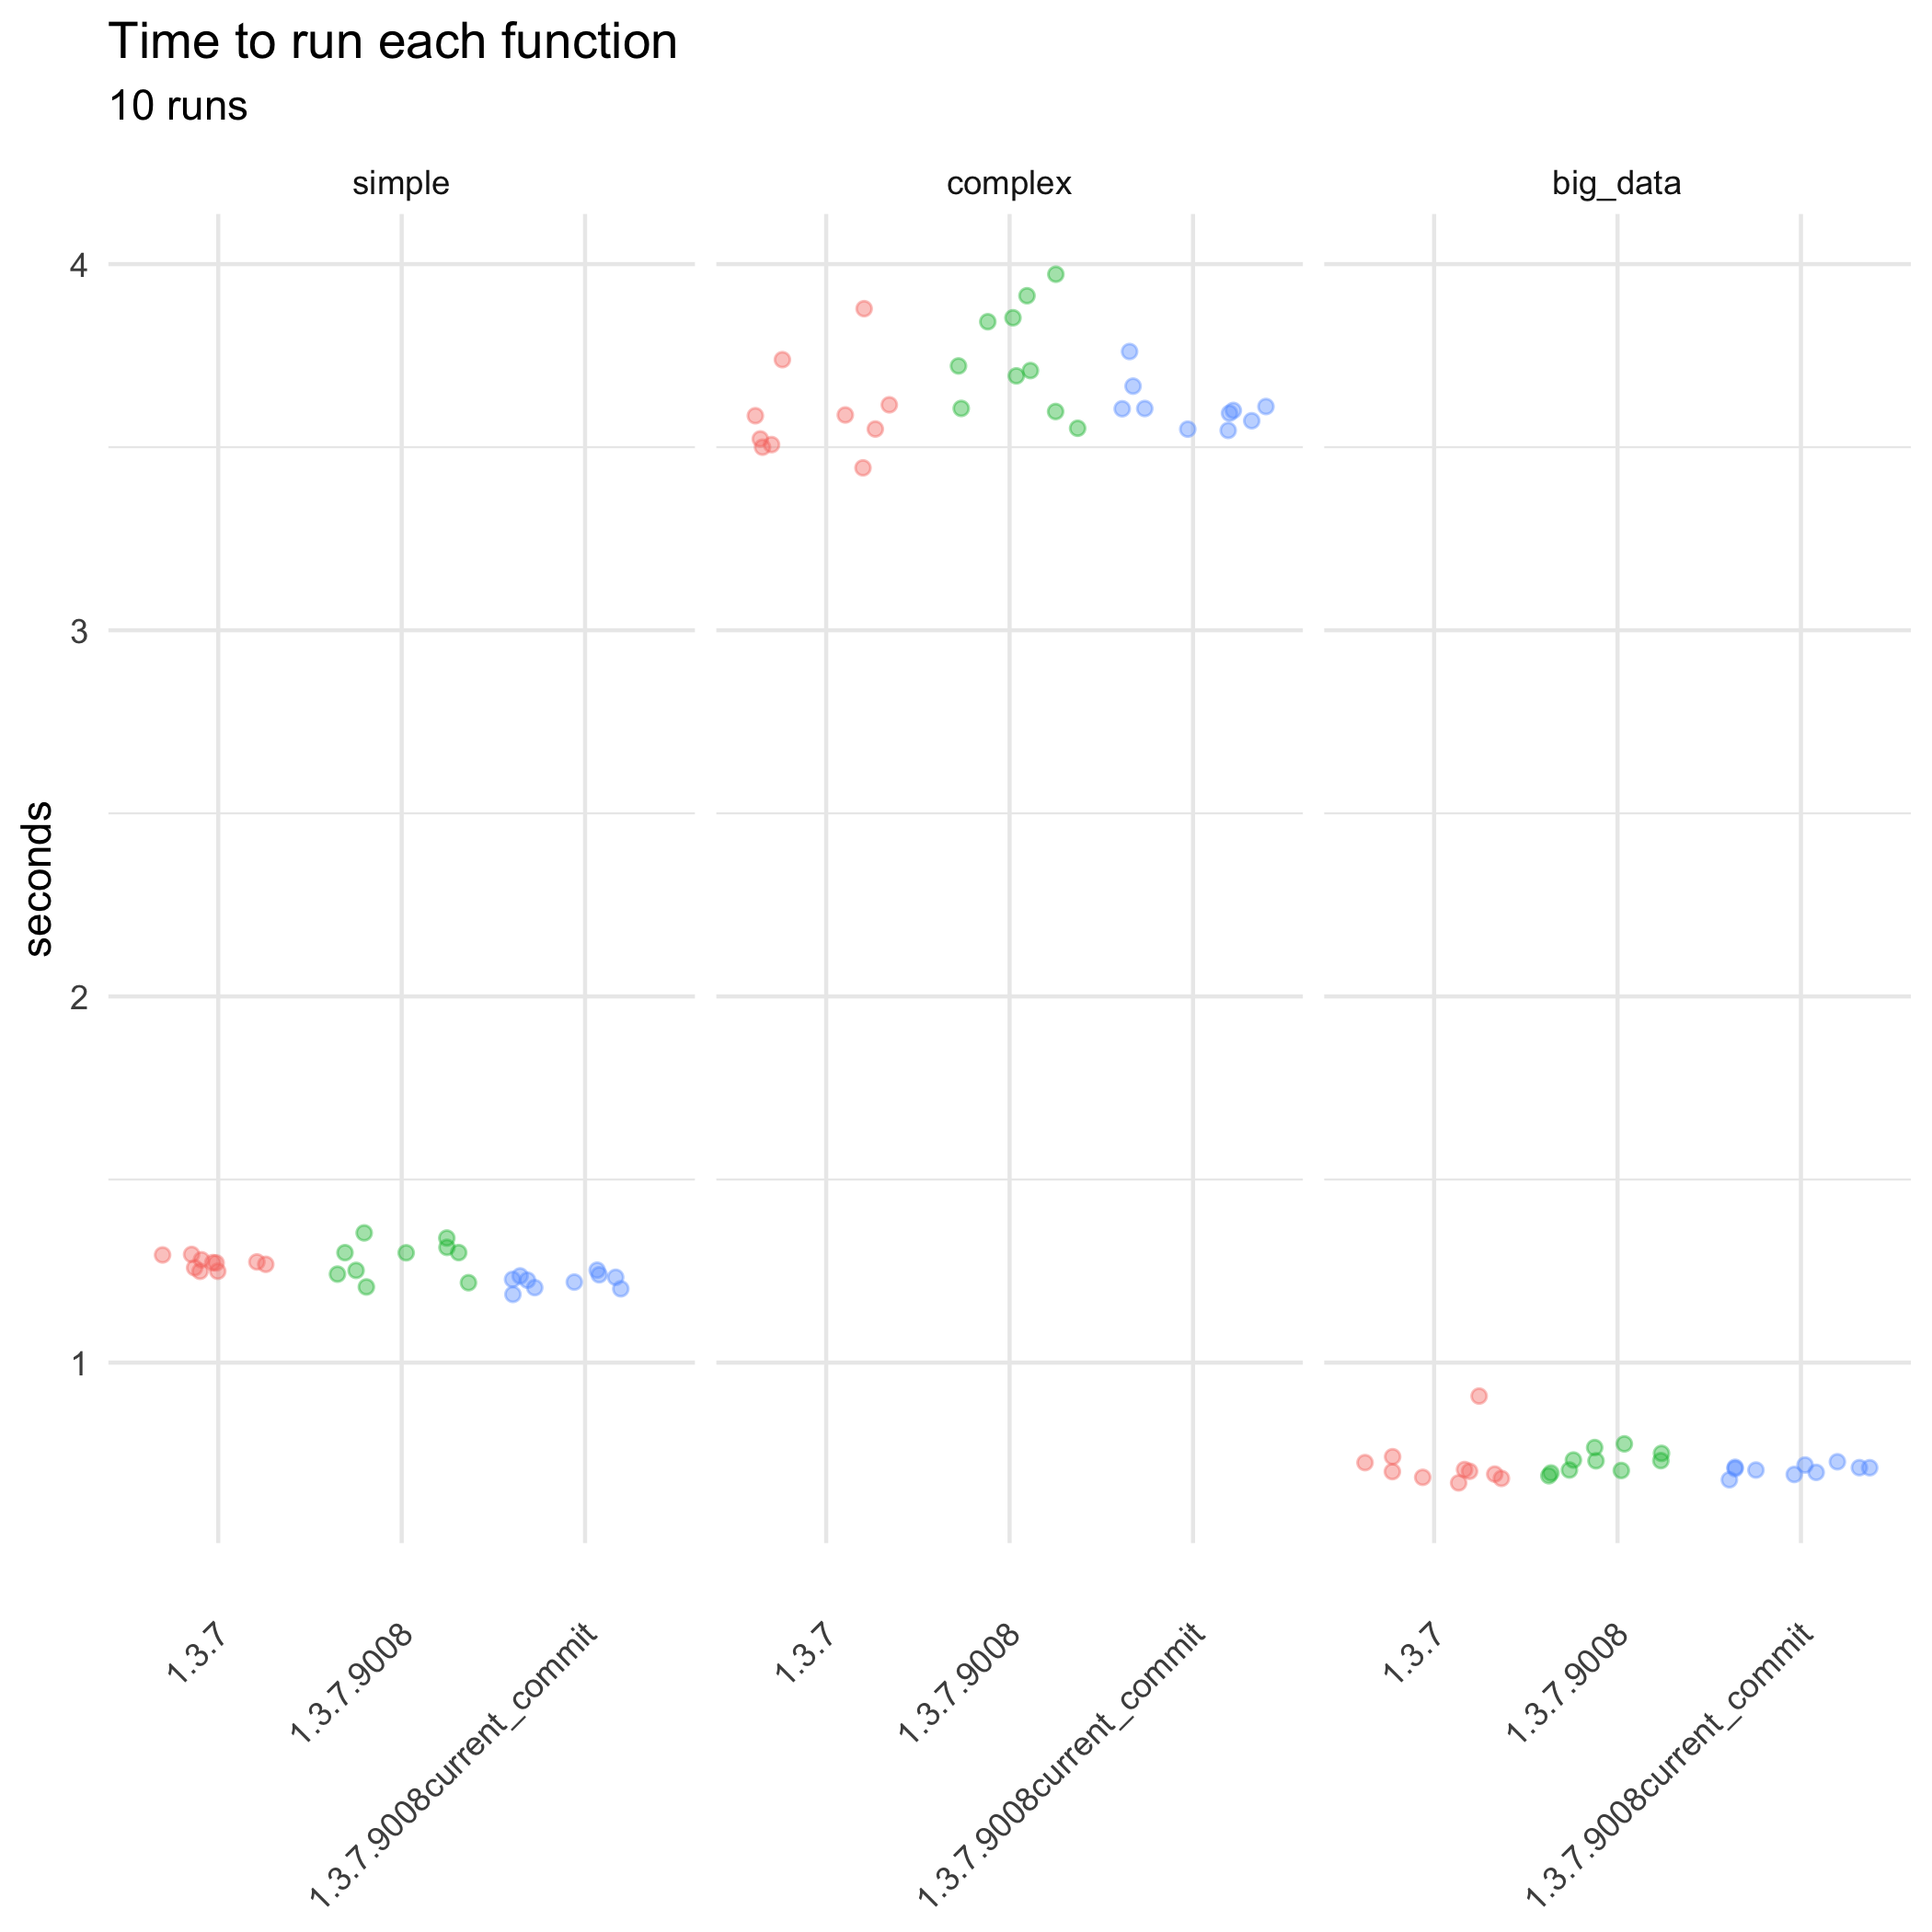 Time to run each function
10 runs
simple
complex
big_data
4
3
2
1
seconds
1.3.7
1.3.7.9008
1.3.7.9008current_commit
1.3.7
1.3.7.9008
1.3.7.9008current_commit
1.3.7
1.3.7.9008
1.3.7.9008current_commit